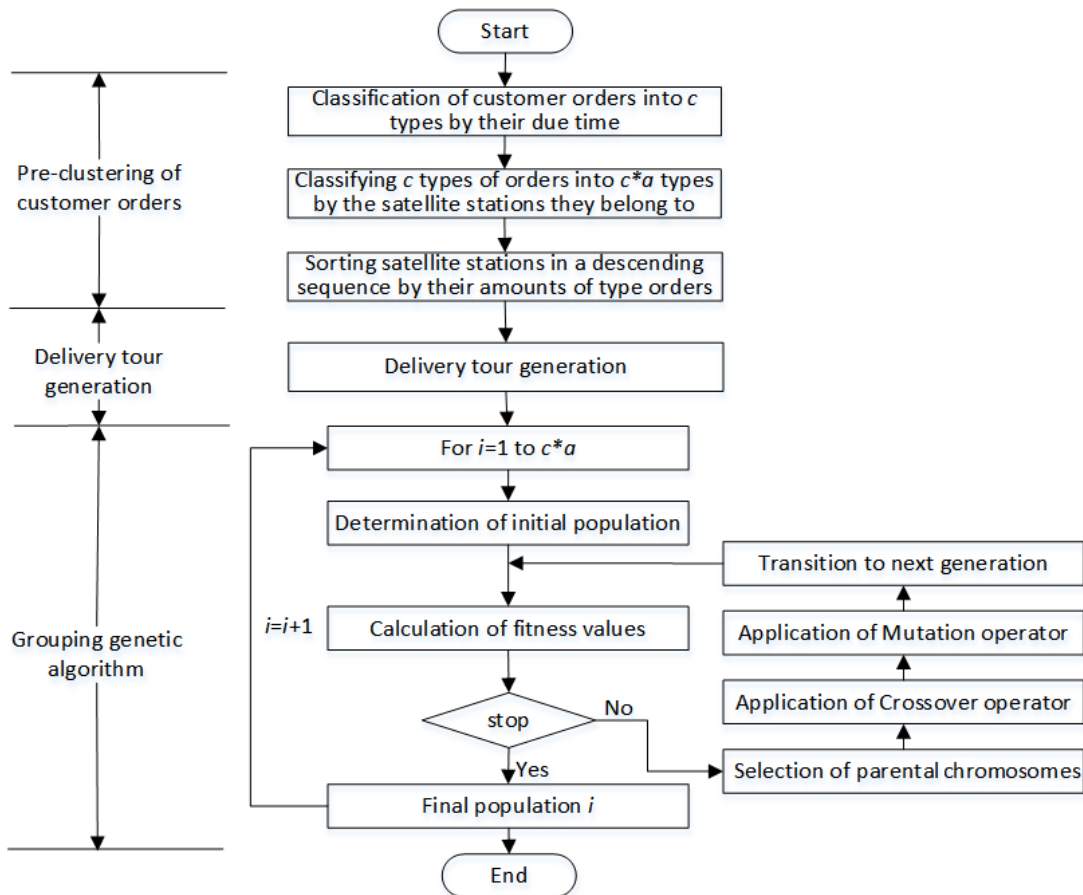 Start
Classification of customer orders into c
types by their due time
Pre-clustering of
customer orders
Classifying c types of orders into c*a types
by the satellite stations they belong to
Sorting satellite stations in a descending
sequence by their amounts of type orders
Delivery tour
generation
Delivery tour generation
For i=1 to c*a
Determination of initial population
Transition to next generation
i=i+1
Calculation of fitness values
Application of Mutation operator
Grouping genetic
algorithm
Application of Crossover operator
stop
No
Selection of parental chromosomes
Yes
Final population i
End